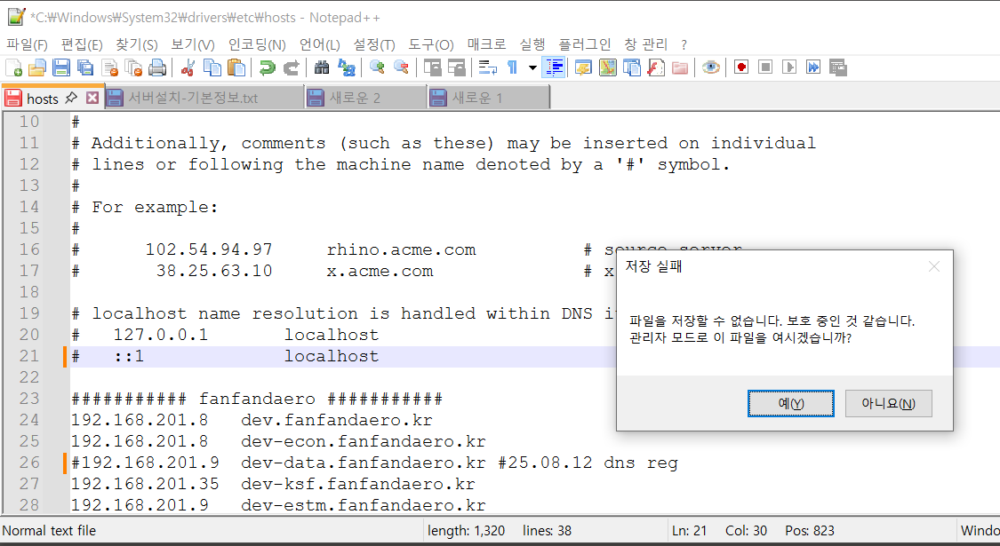 *C:₩Windows₩System32₩drivers₩etc₩hosts - Notepad++
파일(F) 편집(E) 찾기(S) 보기(V) 인코딩(N) 언어(L) 설정(T) 도구(O) 매크로 실행 플러그인 창 관리 ?
hosts 서버설치-기본정보.txt 새로운 2 새로운 1
10 #
11 # Additionally, comments (such as these) may be inserted on individual
12 # lines or following the machine name denoted by a '#' symbol.
13 #
14 # For example:
15 #
16 # 102.54.94.97 rhino.acme.com # source server
17 # 38.25.63.10 x.acme.com # x
18
19 # localhost name resolution is handled within DNS
20 # 127.0.0.1 localhost
21 # ::1 localhost
22
23 ########### fanfandaero ###########
24 192.168.201.8 dev.fanfandaero.kr
25 192.168.201.8 dev-econ.fanfandaero.kr
26 #192.168.201.9 dev-data.fanfandaero.kr #25.08.12 dns reg
27 192.168.201.35 dev-ksf.fanfandaero.kr
28 192.168.201.9 dev-estm.fanfandaero.kr
저장 실패
파일을 저장할 수 없습니다. 보호 중인 것 같습니다.
관리자 모드로 이 파일을 여시겠습니까?
예(Y) 아니요(N)
Normal text file length: 1,320 lines: 38 Ln: 21 Col: 30 Pos: 823 Windo